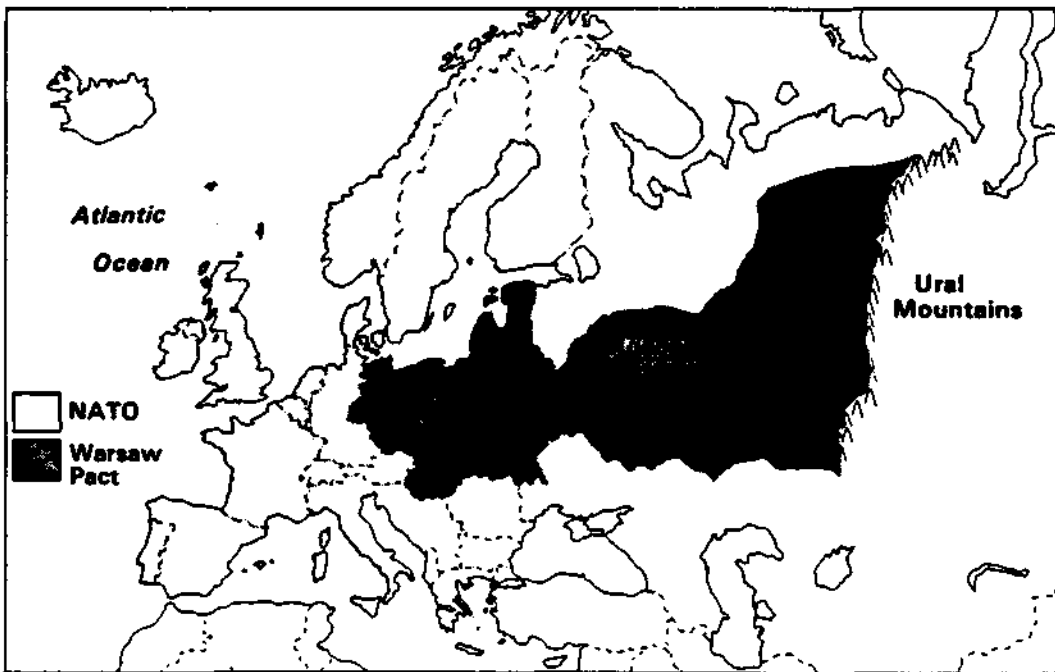 Atlantic
Ocean
Ural
Mountains
NATO
Warsaw
Pact